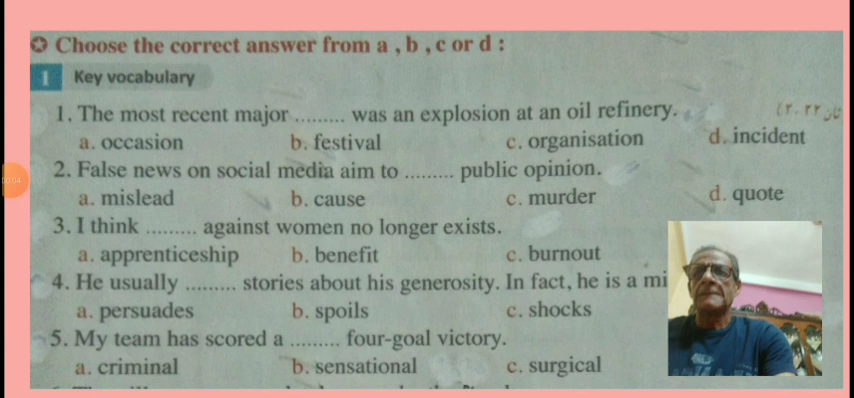 ✪ Choose the correct answer from a , b , c or d :
1 Key vocabulary
1. The most recent major ......... was an explosion at an oil refinery.
a. occasion b. festival c. organisation d. incident
2. False news on social media aim to ......... public opinion.
a. mislead b. cause c. murder d. quote
3. I think ......... against women no longer exists.
a. apprenticeship b. benefit c. burnout
4. He usually ......... stories about his generosity. In fact, he is a mi
a. persuades b. spoils c. shocks
5. My team has scored a ......... four-goal victory.
a. criminal b. sensational c. surgical